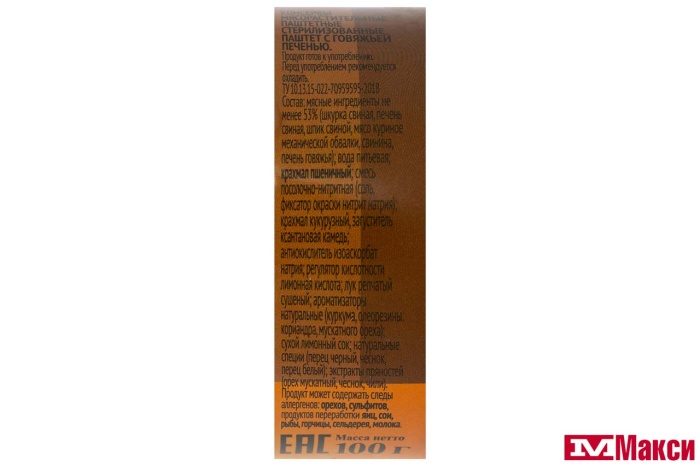 МЯСОРАСТИТЕЛЬНЫЕ
ПАШТЕТНЫЕ
СТЕРИЛИЗОВАННЫЕ
ПАШТЕТ С ГОВЯЖЬЕЙ
ПЕЧЕНЬЮ.
Продукт готов к употреблению.
Перед употреблением рекомендуется
охладить.
ТУ 10.13.15-022-70959595-2018
Состав: мясные ингредиенты не
менее 53% (шкурка свиная, печень
свиная, шпик свиной, мясо куриное
механической обвалки, свинина,
печень говяжья); вода питьевая;
крахмал пшеничный; смесь
посолочно-нитритная (соль,
фиксатор окраски нитрит натрия);
крахмал кукурузный, загуститель
ксантановая камедь;
антиокислитель изоаскорбат
натрия; регулятор кислотности
лимонная кислота; лук репчатый
сушеный; ароматизаторы
натуральные (куркума, олеорезины:
кориандра, мускатного ореха);
сухой лимонный сок; натуральные
специи (перец черный, чеснок,
перец белый); экстракты пряностей
(орех мускатный, чеснок, чили).
Продукт может содержать следы
аллергенов: орехов, сульфитов,
продуктов переработки яиц, сои,
рыбы, горчицы, сельдерея, молока.
ЕАС Масса нетто
100 г
Макси